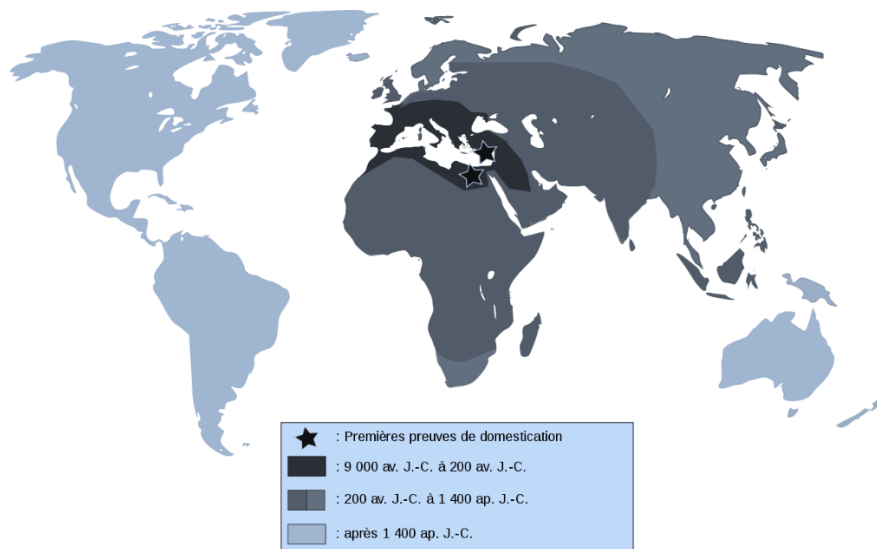 : Premières preuves de domestication
: 9 000 av. J.-C. à 200 av. J.-C.
: 200 av. J.-C. à 1 400 ap. J.-C.
: après 1 400 ap. J.-C.